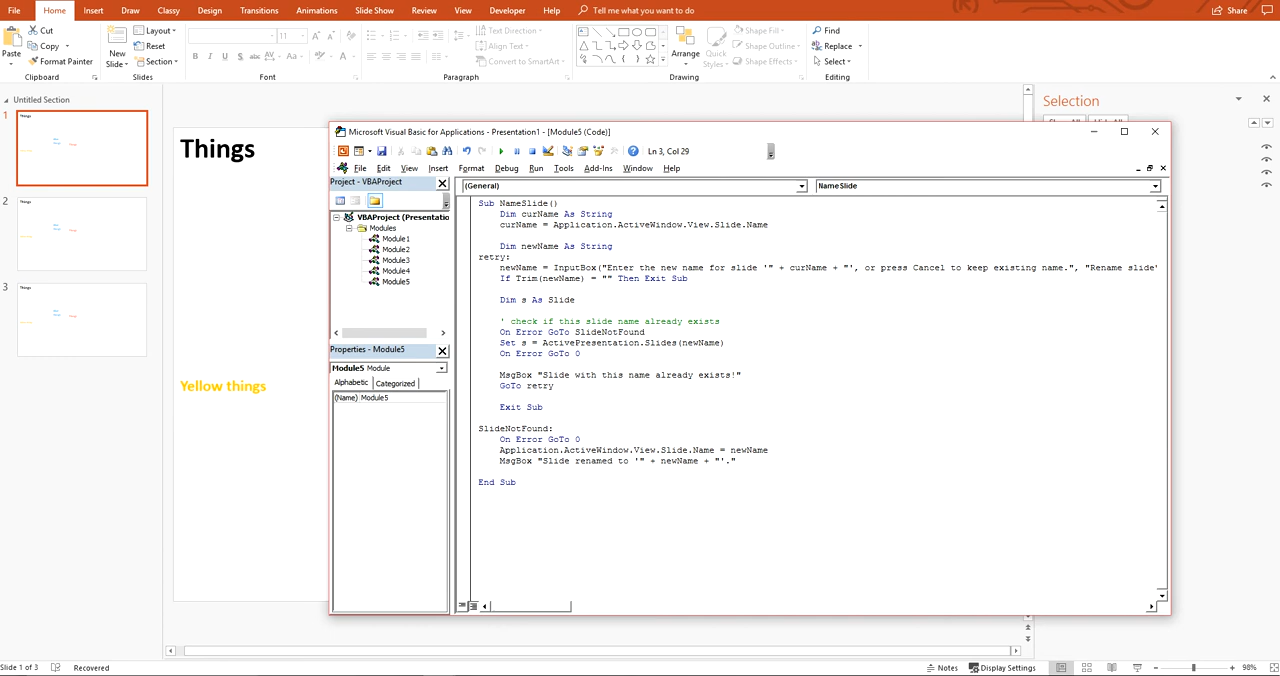 File Home Insert Draw Classy Design Transitions Animations Slide Show Review View Developer Help Tell me what you want to do Share
Paste
Cut
Copy
Format Painter
Clipboard
New
Slide
Layout
Reset
Section
Slides
11
Font
Text Direction
Align Text
Convert to SmartArt
Paragraph
Arrange
Quick
Styles
Shape Fill
Shape Outline
Shape Effects
Drawing
Find
Replace
Select
Editing
Untitled Section
1
Things
2
Things
3
Things
Things
Yellow things
Selection
Microsoft Visual Basic for Applications - Presentation1 - [Module5 (Code)]
Ln 3, Col 29
File Edit View Insert Format Debug Run Tools Add-Ins Window Help
Project - VBAProject
VBAProject (Presentatio
Modules
Module1
Module2
Module3
Module4
Module5
Properties - Module5
Module5 Module
Alphabetic Categorized
(Name) Module5
(General) NameSlide
Sub NameSlide()
Dim curName As String
curName = Application.ActiveWindow.View.Slide.Name
Dim newName As String
retry:
newName = InputBox("Enter the new name for slide '" + curName + "', or press Cancel to keep existing name.", "Rename slide"
If Trim(newName) = "" Then Exit Sub
Dim s As Slide
' check if this slide name already exists
On Error GoTo SlideNotFound
Set s = ActivePresentation.Slides(newName)
On Error GoTo 0
MsgBox "Slide with this name already exists!"
GoTo retry
Exit Sub
SlideNotFound:
On Error GoTo 0
Application.ActiveWindow.View.Slide.Name = newName
MsgBox "Slide renamed to '" + newName + "'."
End Sub
Slide 1 of 3 Recovered Notes Display Settings 98%